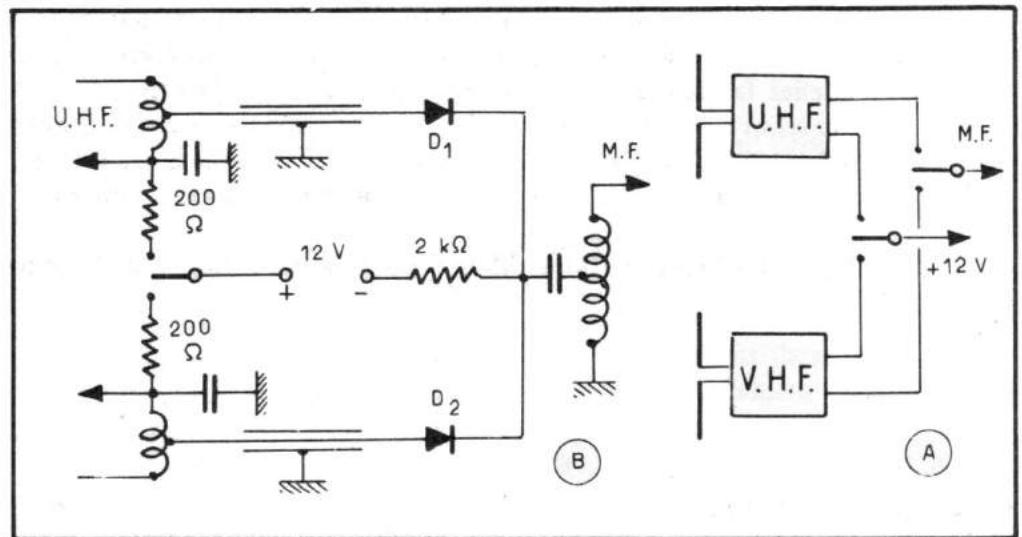 U.H.F.
200
Ω
12 V
+
-
2 kΩ
200
Ω
D1
D2
M.F.
B
U.H.F.
V.H.F.
M.F.
+12 V
A